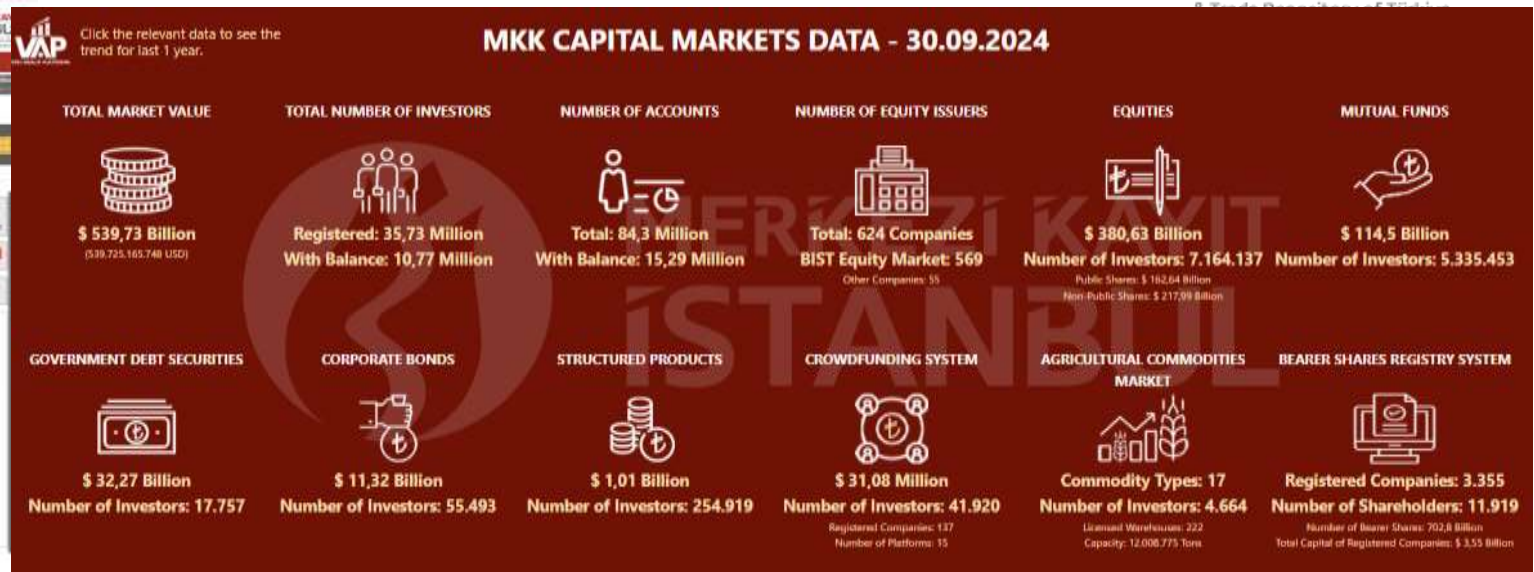 & Trade Depository of Türkiye
VAP
Click the relevant data to see the
trend for last 1 year.
MKK CAPITAL MARKETS DATA - 30.09.2024
TOTAL MARKET VALUE
$ 539,73 Billion
(539.725.165.748 USD)
TOTAL NUMBER OF INVESTORS
Registered: 35,73 Million
With Balance: 10,77 Million
NUMBER OF ACCOUNTS
Total: 84,3 Million
With Balance: 15,29 Million
NUMBER OF EQUITY ISSUERS
Total: 624 Companies
BIST Equity Market: 569
Other Companies: 55
EQUITIES
$ 380,63 Billion
Number of Investors: 7.164.137
Public Shares: $ 162,64 Billion
Non-Public Shares: $ 217,99 Billion
MUTUAL FUNDS
$ 114,5 Billion
Number of Investors: 5.335.453
MERKEZİ KAYIT
İSTANBUL
GOVERNMENT DEBT SECURITIES
$ 32,27 Billion
Number of Investors: 17.757
CORPORATE BONDS
$ 11,32 Billion
Number of Investors: 55.493
STRUCTURED PRODUCTS
$ 1,01 Billion
Number of Investors: 254.919
CROWDFUNDING SYSTEM
$ 31,08 Million
Number of Investors: 41.920
Registered Companies: 137
Number of Platforms: 15
AGRICULTURAL COMMODITIES
MARKET
Commodity Types: 17
Number of Investors: 4.664
Licensed Warehouses: 222
Capacity: 12.008.775 Tons
BEARER SHARES REGISTRY SYSTEM
Registered Companies: 3.355
Number of Shareholders: 11.919
Number of Bearer Shares: 702,8 Billion
Total Capital of Registered Companies: $ 3,55 Billion